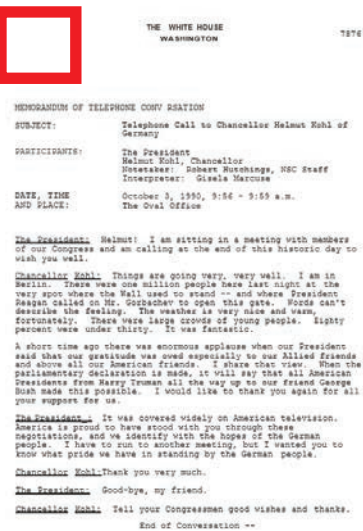 THE WHITE HOUSE
WASHINGTON
7876
MEMORANDUM OF TELEPHONE CONV RSATION
SUBJECT: Telephone Call to Chancellor Helmut Kohl of
Germany
PARTICIPANTS: The President
Helmut Kohl, Chancellor
Notetaker: Robert Hutchings, NSC Staff
Interpreter: Gisela Marcuse
DATE, TIME October 3, 1990, 9:56 - 9:59 a.m.
AND PLACE: The Oval Office
The President: Helmut! I am sitting in a meeting with members
of our Congress and am calling at the end of this historic day to
wish you well.
Chancellor Kohl: Things are going very, very well. I am in
Berlin. There were one million people here last night at the
very spot where the Wall used to stand -- and where President
Reagan called on Mr. Gorbachev to open this gate. Words can't
describe the feeling. The weather is very nice and warm,
fortunately. There were large crowds of young people. Eighty
percent were under thirty. It was fantastic.
A short time ago there was enormous applause when our President
said that our gratitude was owed especially to our Allied friends
and above all our American friends. I share that view. When the
parliamentary declaration is made, it will say that all American
Presidents from Harry Truman all the way up to our friend George
Bush made this possible. I would like to thank you again for all
your support for us.
The President: It was covered widely on American television.
America is proud to have stood with you through these
negotiations, and we identify with the hopes of the German
people. I have to run to another meeting, but I wanted you to
know what pride we have in standing by the German people.
Chancellor Kohl: Thank you very much.
The President: Good-bye, my friend.
Chancellor Kohl: Tell your Congressmen good wishes and thanks.
End of Conversation --